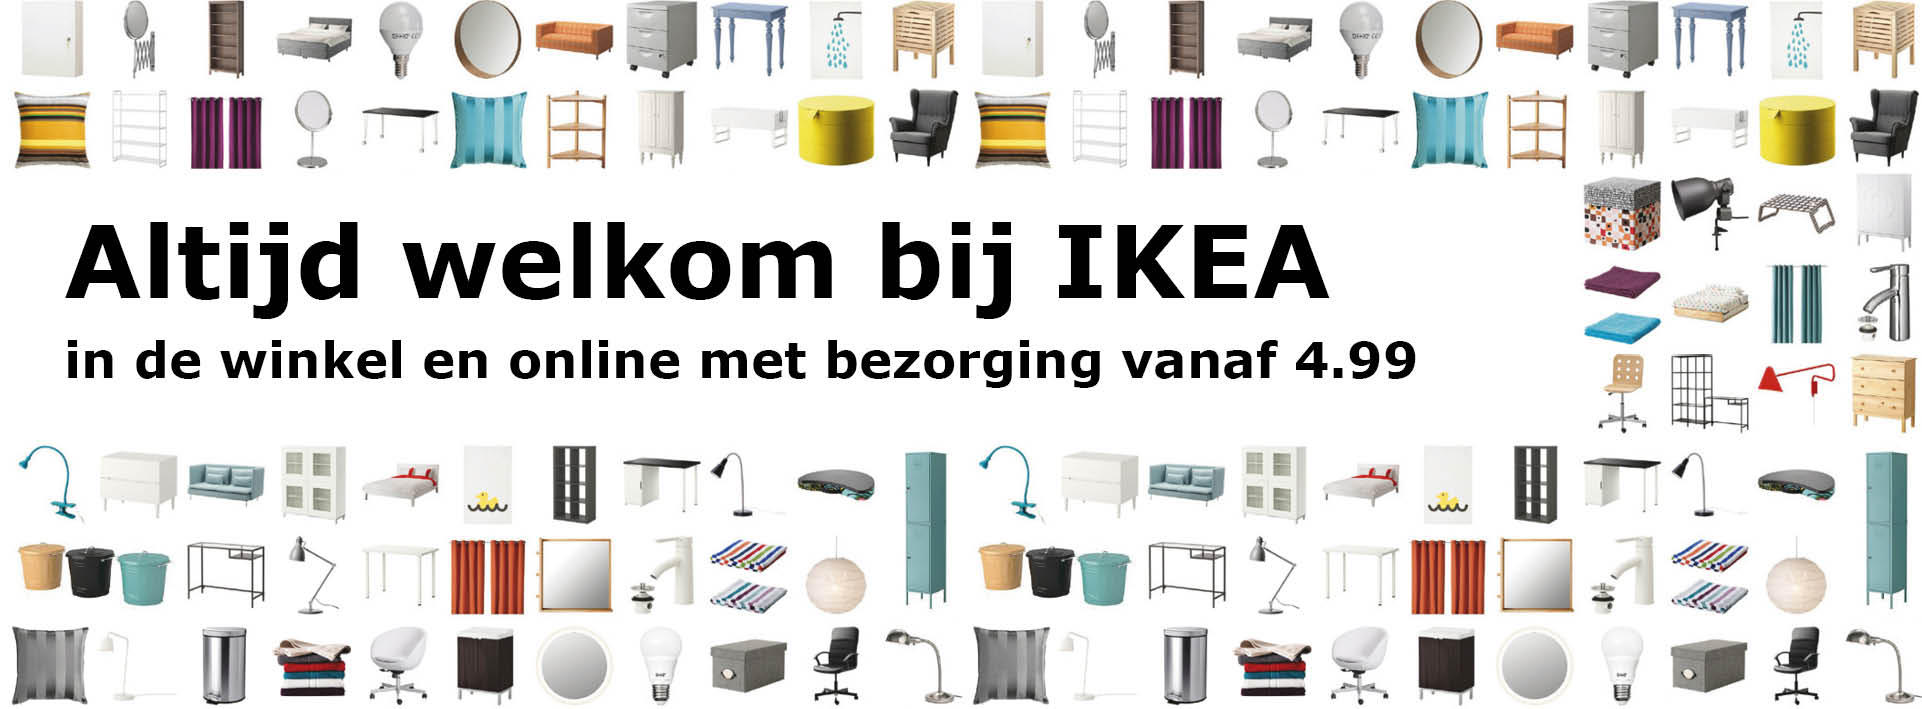 Altijd welkom bij IKEA
in de winkel en online met bezorging vanaf 4.99